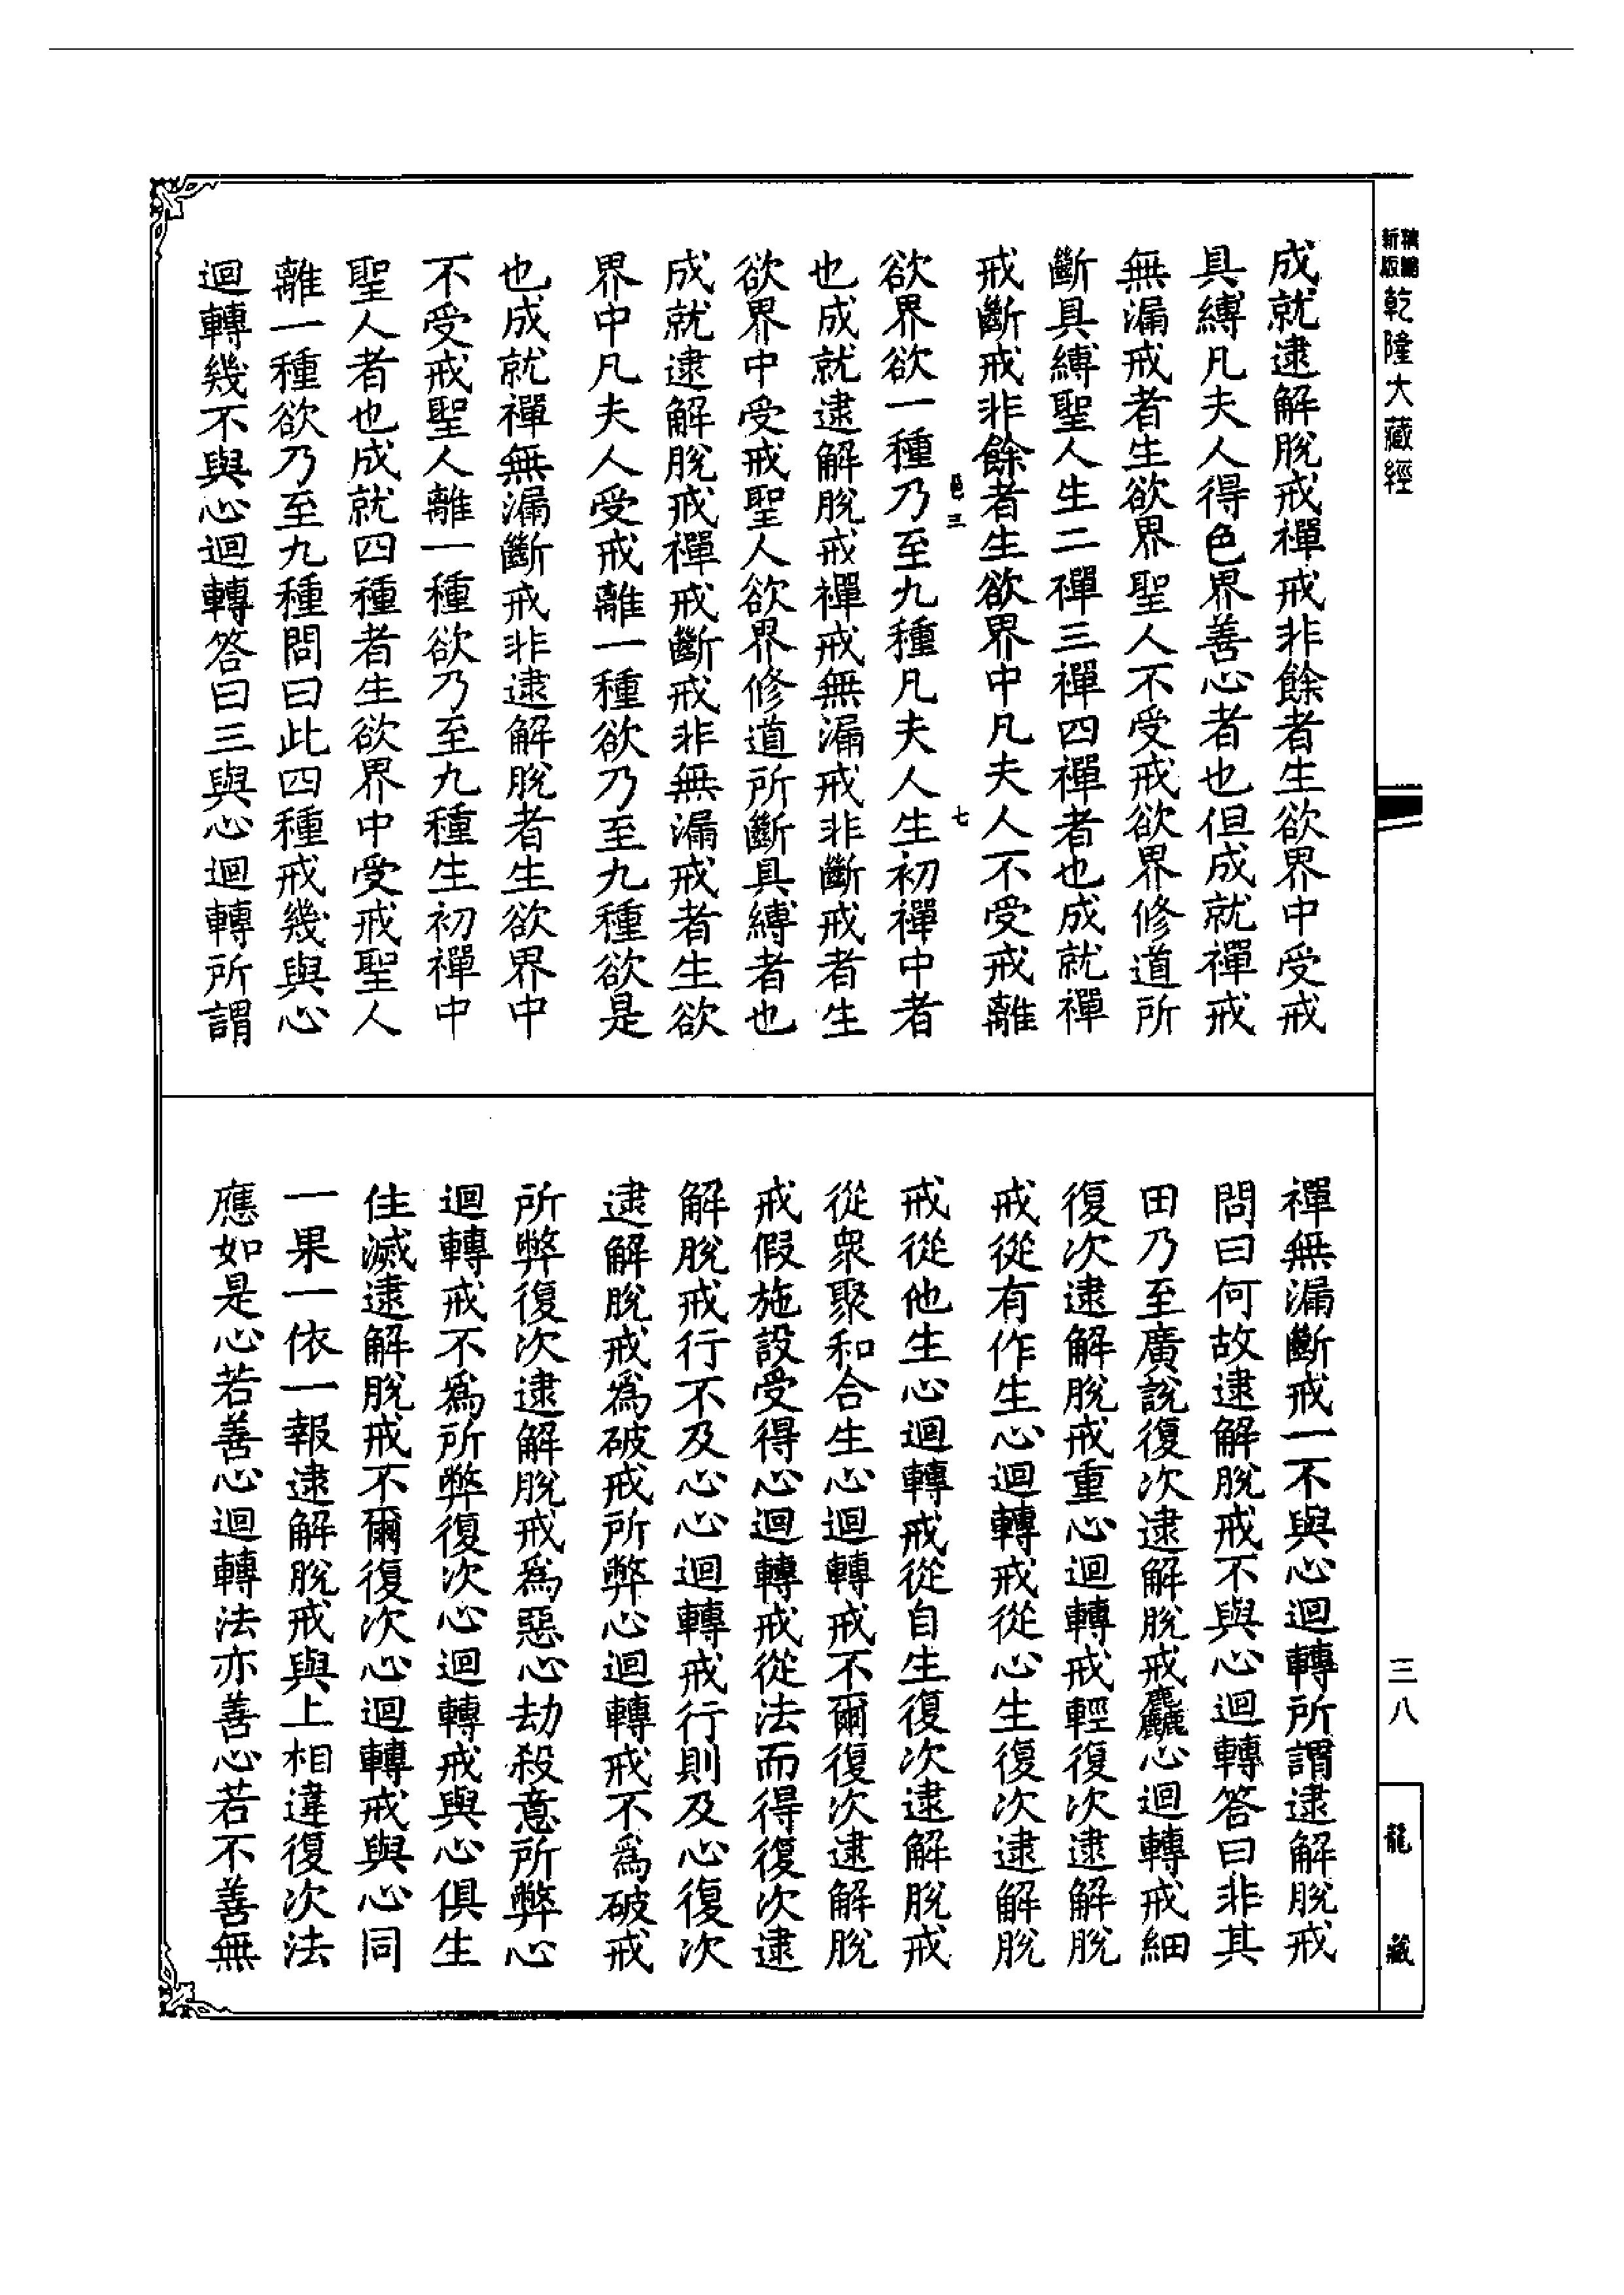 新編縮版乾隆大藏經
成就逮解脫戒禪戒非餘者生欲界中受戒
具縛凡夫人得色界善心者也但成就禪戒
無漏戒者生欲界聖人不受戒欲界修道所
斷具縛聖人生二禪三禪四禪者也成就禪
戒斷戒非餘者生欲界中凡夫人不受戒離
邑三 七
欲界欲一種乃至九種凡夫人生初禪中者
也成就逮解脫戒禪戒無漏戒非斷戒者生
欲界中受戒聖人欲界修道所斷具縛者也
成就逮解脫戒禪戒斷戒非無漏戒者生欲
界中凡夫人受戒離一種欲乃至九種欲是
也成就禪無漏斷戒非逮解脫者生欲界中
不受戒聖人離一種欲乃至九種生初禪中
聖人者也成就四種者生欲界中受戒聖人
離一種欲乃至九種問曰此四種戒幾與心
迴轉幾不與心迴轉答曰三與心迴轉所謂
禪無漏斷戒一不與心迴轉所謂逮解脫戒
問曰何故逮解脫戒不與心迴轉答曰非其
田乃至廣說復次逮解脫戒麤心迴轉戒細
復次逮解脫戒重心迴轉戒輕復次逮解脫
戒從有作生心迴轉戒從心生復次逮解脫
戒從他生心迴轉戒從自生復次逮解脫戒
從衆聚和合生心迴轉戒不爾復次逮解脫
戒假施設受得心迴轉戒從法而得復次逮
解脫戒行不及心心迴轉戒行則及心復次
逮解脫戒爲破戒所弊心迴轉戒不爲破戒
所弊復次逮解脫戒爲惡心劫殺意所弊心
迴轉戒不爲所弊復次心迴轉戒與心俱生
住滅逮解脫戒不爾復次心迴轉戒與心同
一果一依一報逮解脫戒與上相違復次法
應如是心若善心迴轉法亦善心若不善無
三八
龍藏